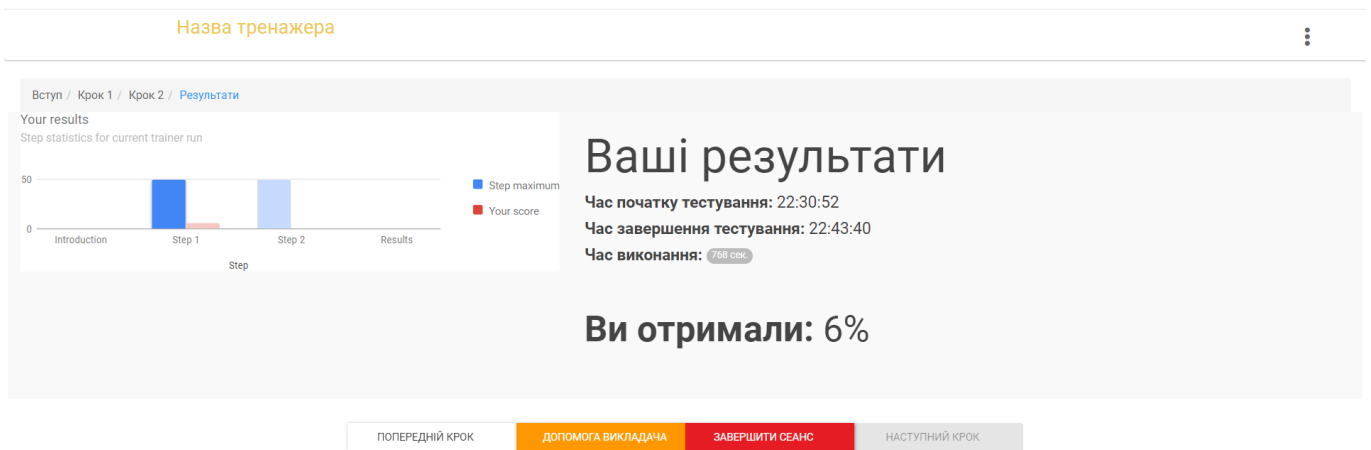 Назва тренажера
Вступ / Крок 1 / Крок 2 / Результати
Your results
Step statistics for current trainer run
50
0
Introduction
Step 1
Step 2
Results
Step
Step maximum
Your score
Ваші результати
Час початку тестування: 22:30:52
Час завершення тестування: 22:43:40
Час виконання: 768 сек.
Ви отримали: 6%
ПОПЕРЕДНІЙ КРОК
ДОПОМОГА ВИКЛАДАЧА
ЗАВЕРШИТИ СЕАНС
НАСТУПНИЙ КРОК